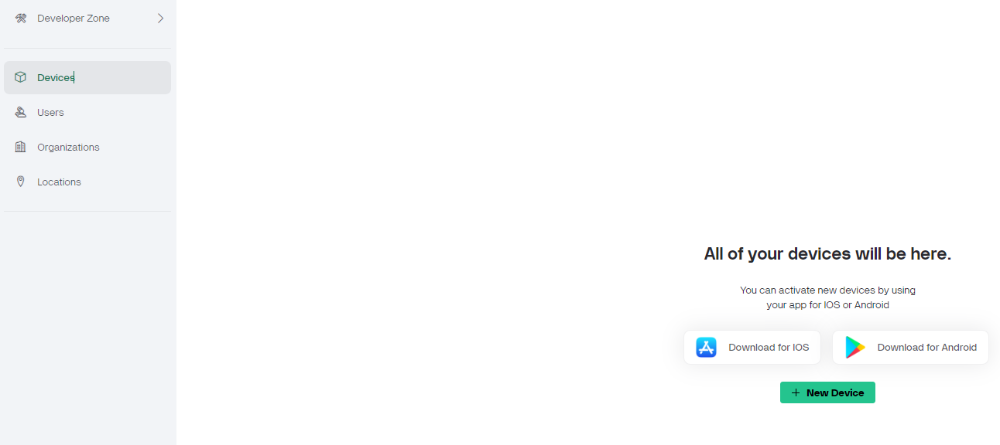 Developer Zone
Devices
Users
Organizations
Locations
All of your devices will be here.
You can activate new devices by using
your app for IOS or Android
Download for IOS
Download for Android
+ New Device